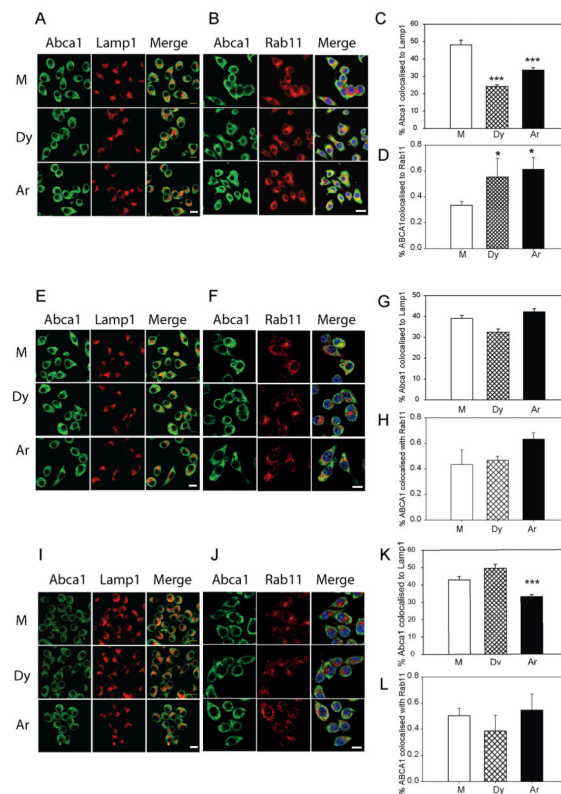 A
Abca1 Lamp1 Merge
M
Dy
Ar
B
Abca1 Rab11 Merge
C
% Abca1 colocalised to Lamp1
60
50
40
30
20
10
0
***
***
M Dy Ar
D
% ABCA1colocalised to Rab11
0.8
0.6
0.4
0.2
0.0
*
*
M Dy Ar
E
Abca1 Lamp1 Merge
M
Dy
Ar
F
Abca1 Rab11 Merge
G
% Abca1 colocalised to Lamp1
60
50
40
30
20
10
0
M Dy Ar
H
% ABCA1 colocalised with Rab11
0.8
0.6
0.4
0.2
0.0
M Dy Ar
I
Abca1 Lamp1 Merge
M
Dy
Ar
J
Abca1 Rab11 Merge
K
% Abca1 colocalised to Lamp1
60
50
40
30
20
10
0
***
M Dv Ar
L
% ABCA1 colocalised with Rab11
0.8
0.6
0.4
0.2
0.0
M Dy Ar